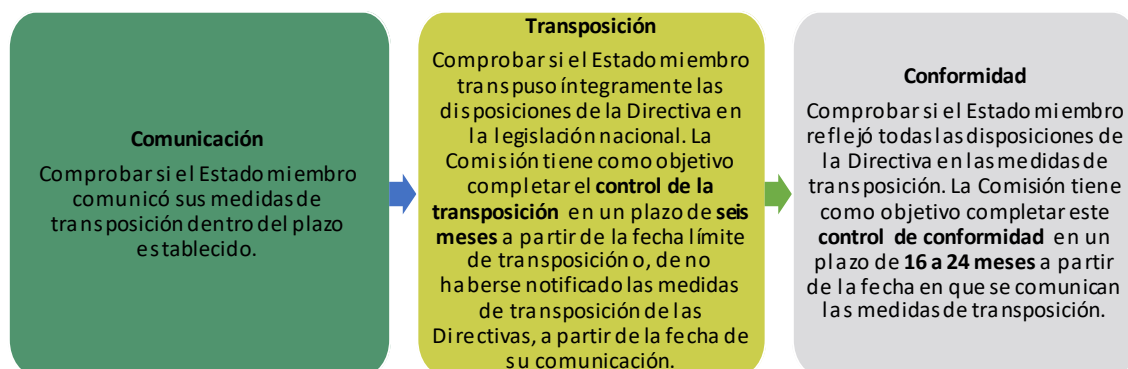 Comunicación
Comprobar si el Estado miembro
comunicó sus medidas de
transposición dentro del plazo
establecido.
Transposición
Comprobar si el Estado miembro
transpuso íntegramente las
disposiciones de la Directiva en
la legislación nacional. La
Comisión tiene como objetivo
completar el control de la
transposición en un plazo de seis
meses a partir de la fecha límite
de transposición o, de no
haberse notificado las medidas
de transposición de las
Directivas, a partir de la fecha de
su comunicación.
Conformidad
Comprobar si el Estado miembro
reflejó todas las disposiciones de
la Directiva en las medidas de
transposición. La Comisión tiene
como objetivo completar este
control de conformidad en un
plazo de 16 a 24 meses a partir
de la fecha en que se comunican
las medidas de transposición.